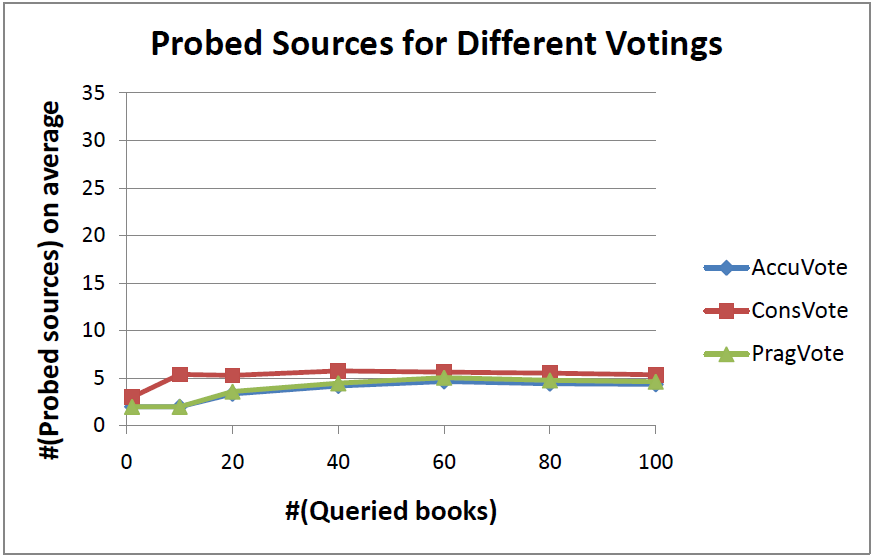 Probed Sources for Different Votings
#(Probed sources) on average
35
30
25
20
15
10
5
0
0 20 40 60 80 100
#(Queried books)
AccuVote
ConsVote
PragVote